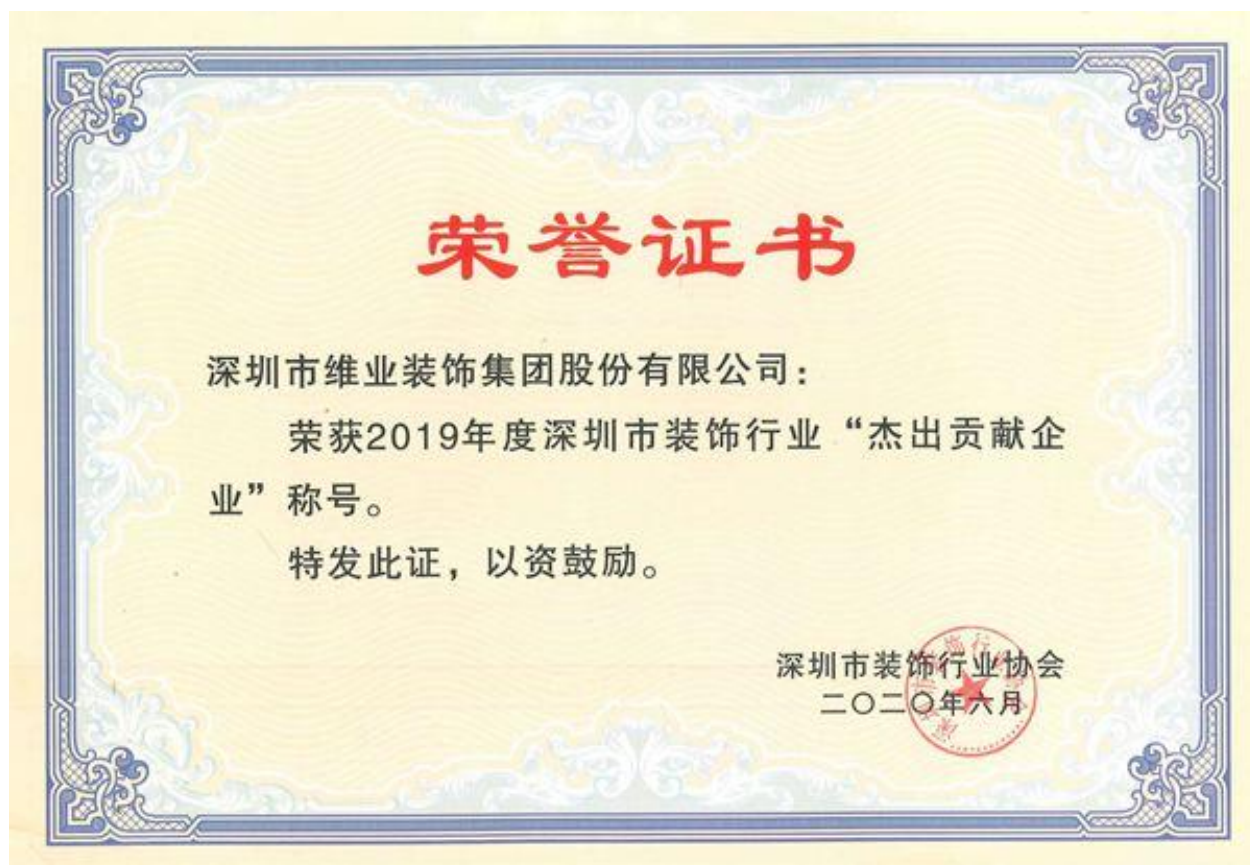 荣誉证书
深圳市维业装饰集团股份有限公司：
荣获2019年度深圳市装饰行业“杰出贡献企
业”称号。
特发此证，以资鼓励。
深圳市装饰行业协会
二〇二〇年六月